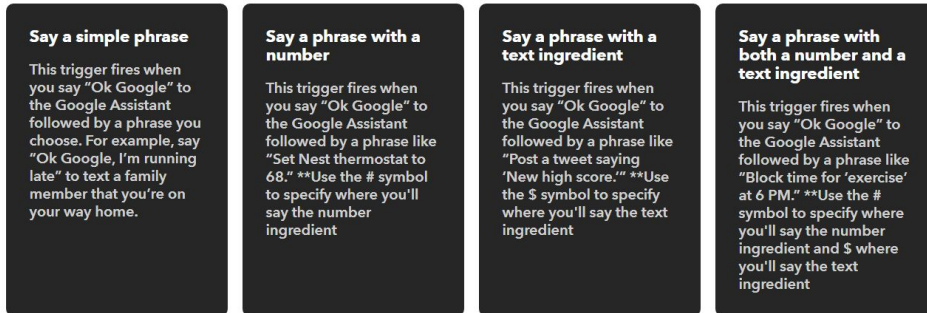 Say a simple phrase
This trigger fires when
you say “Ok Google” to
the Google Assistant
followed by a phrase you
choose. For example, say
“Ok Google, I’m running
late” to text a family
member that you’re on
your way home.
Say a phrase with a
number
This trigger fires when
you say “Ok Google” to
the Google Assistant
followed by a phrase like
“Set Nest thermostat to
68.” **Use the # symbol
to specify where you'll
say the number
ingredient
Say a phrase with a
text ingredient
This trigger fires when
you say “Ok Google” to
the Google Assistant
followed by a phrase like
“Post a tweet saying
‘New high score.’” **Use
the $ symbol to specify
where you'll say the text
ingredient
Say a phrase with
both a number and a
text ingredient
This trigger fires when
you say “Ok Google” to
the Google Assistant
followed by a phrase like
“Block time for ‘exercise’
at 6 PM.” **Use the #
symbol to specify where
you'll say the number
ingredient and $ where
you'll say the text
ingredient